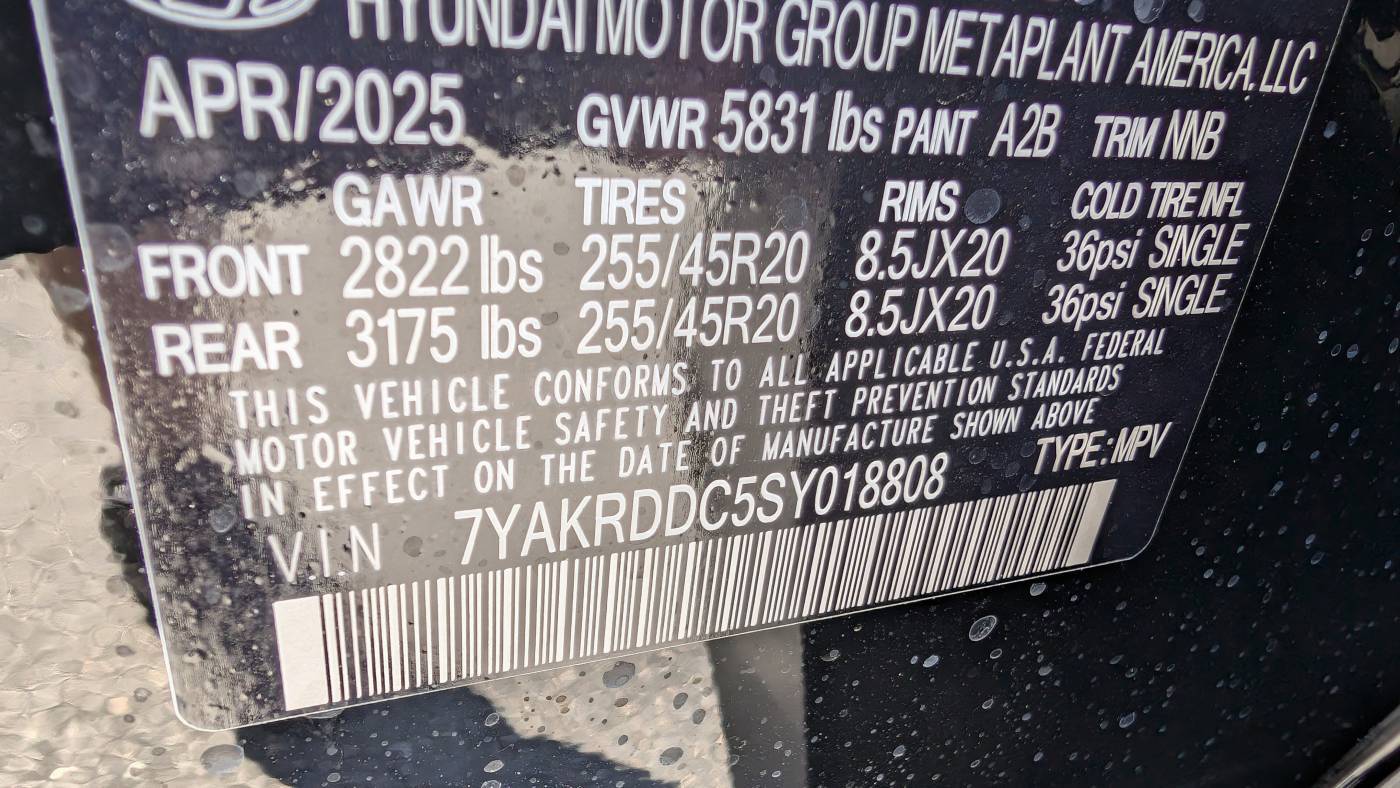 HYUNDAI MOTOR GROUP METAPLANT AMERICA, LLC
APR/2025 GVWR 5831 lbs PAINT A2B TRIM NNB
GAWR TIRES RIMS COLD TIRE INFL
FRONT 2822 lbs 255/45R20 8.5JX20 36psi SINGLE
REAR 3175 lbs 255/45R20 8.5JX20 36psi SINGLE
THIS VEHICLE CONFORMS TO ALL APPLICABLE U.S.A. FEDERAL
MOTOR VEHICLE SAFETY AND THEFT PREVENTION STANDARDS
IN EFFECT ON THE DATE OF MANUFACTURE SHOWN ABOVE
V.I.N 7YAKRDDC5SY018808 TYPE: MPV